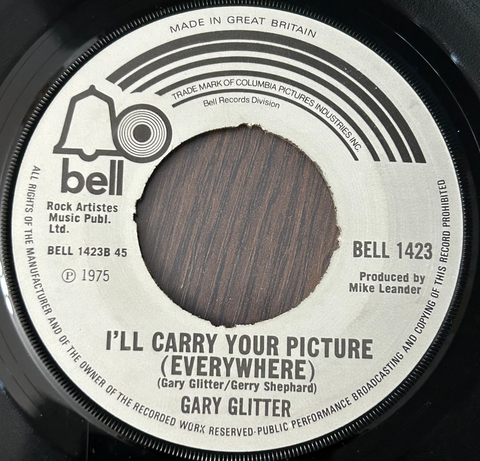 MADE IN GREAT BRITAIN
TRADE MARK OF COLUMBIA PICTURES INDUSTRIES INC.
Bell Records Division
bell
Rock Artistes
Music Publ.
Ltd.
BELL 1423B 45
Ⓟ 1975
BELL 1423
Produced by
Mike Leander
I'LL CARRY YOUR PICTURE
(EVERYWHERE)
(Gary Glitter/Gerry Shephard)
GARY GLITTER
ALL RIGHTS OF THE MANUFACTURER AND OF THE OWNER OF THE RECORDED WORK RESERVED·PUBLIC PERFORMANCE BROADCASTING AND COPYING OF THIS RECORD PROHIBITED